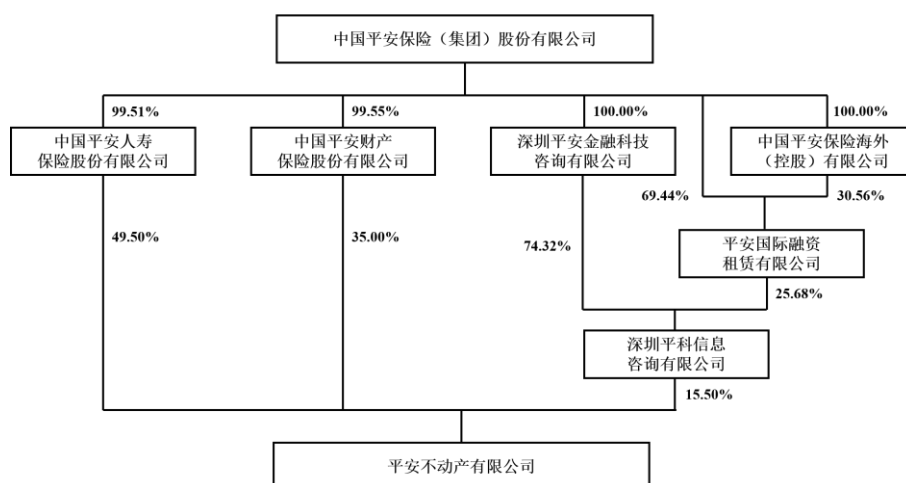 中国平安保险（集团）股份有限公司
99.51%
99.55%
100.00%
100.00%
中国平安人寿
保险股份有限公司
中国平安财产
保险股份有限公司
深圳平安金融科技
咨询有限公司
中国平安保险海外
（控股）有限公司
69.44%
30.56%
49.50%
35.00%
74.32%
平安国际融资
租赁有限公司
25.68%
深圳平科信息
咨询有限公司
15.50%
平安不动产有限公司